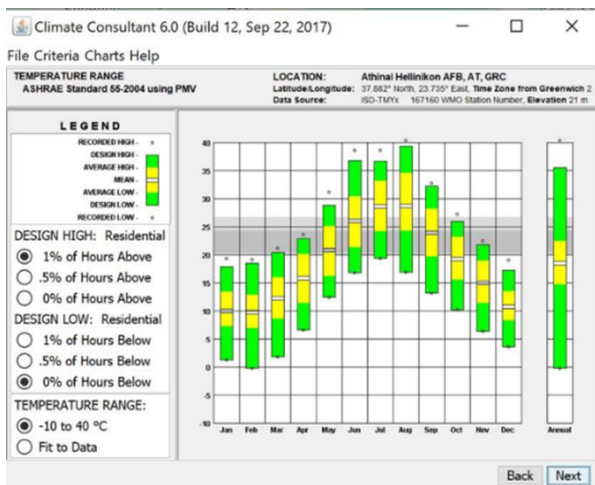 Climate Consultant 6.0 (Build 12, Sep 22, 2017)
File Criteria Charts Help
TEMPERATURE RANGE
ASHRAE Standard 55-2004 using PMV
LOCATION: Athinai Hellinikon AFB, AT, GRC
Latitude/Longitude: 37.882° North, 23.735° East, Time Zone from Greenwich 2
Data Source: ISD-TMYx 167160 WMO Station Number, Elevation 21 m
LEGEND
RECORDED HIGH -
DESIGN HIGH -
AVERAGE HIGH -
MEAN -
AVERAGE LOW -
DESIGN LOW -
RECORDED LOW -
DESIGN HIGH: Residential
1% of Hours Above
.5% of Hours Above
0% of Hours Above
DESIGN LOW: Residential
1% of Hours Below
.5% of Hours Below
0% of Hours Below
TEMPERATURE RANGE:
-10 to 40 °C
Fit to Data
40
35
30
25
20
15
10
5
0
-5
-10
Jan Feb Mar Apr May Jun Jul Aug Sep Oct Nov Dec Annual
Back Next